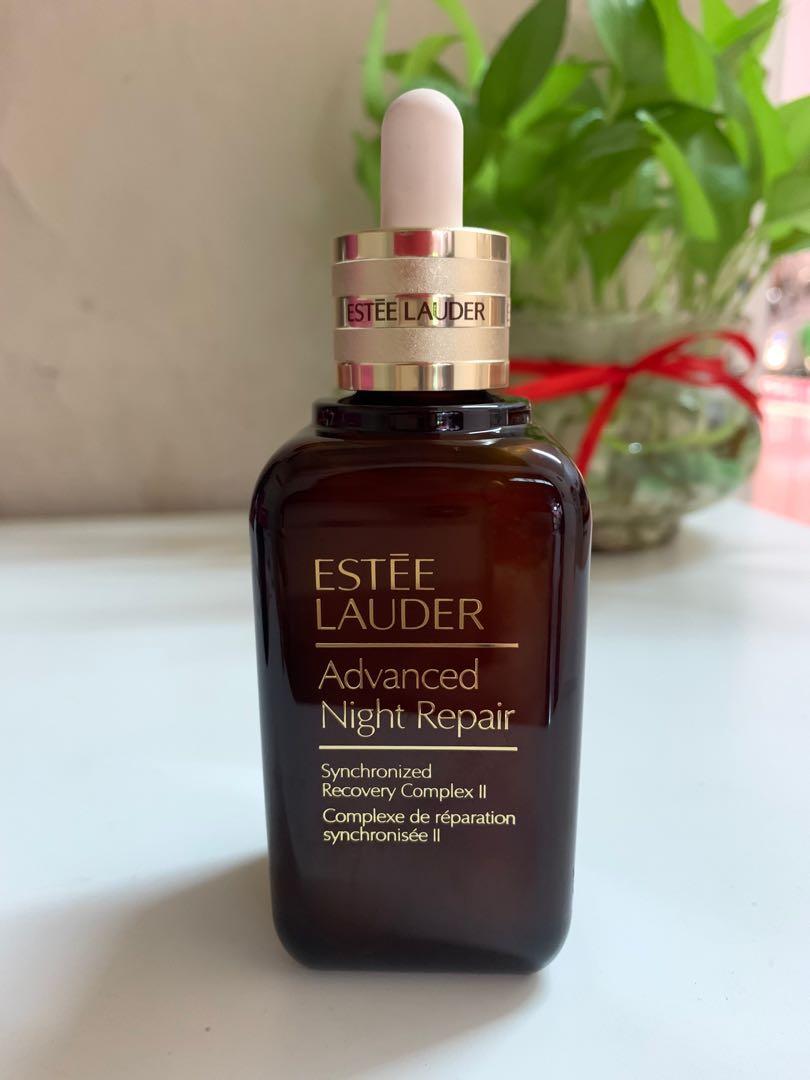 ESTĒE LAUDER
ESTĒE
LAUDER
Advanced
Night Repair
Synchronized
Recovery Complex II
Complexe de réparation
synchronisée II